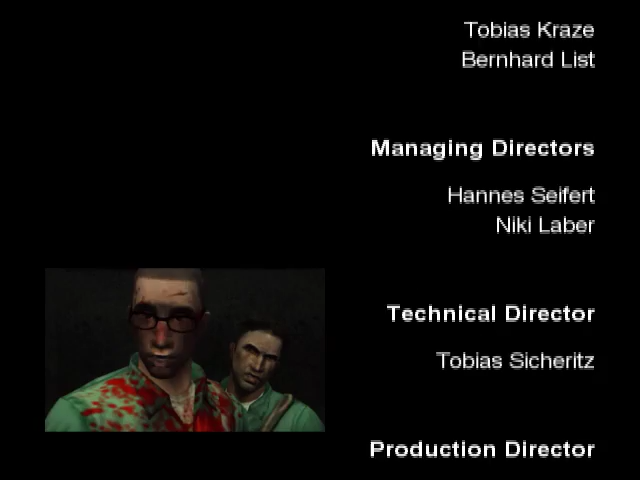 Tobias Kraze
Bernhard List
Managing Directors
Hannes Seifert
Niki Laber
Technical Director
Tobias Sicheritz
Production Director